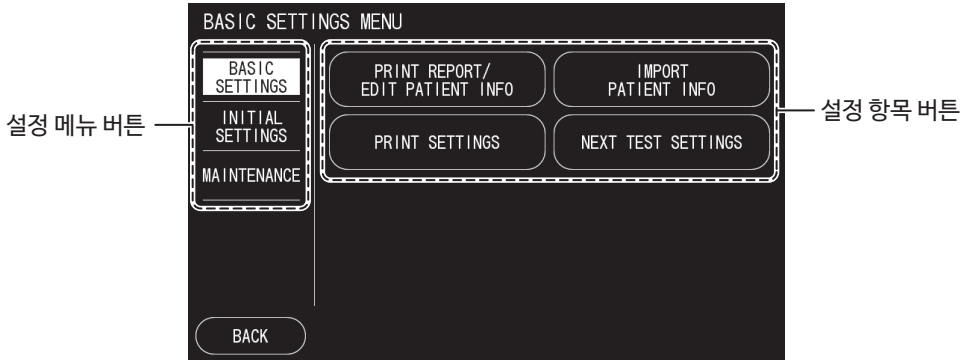 BASIC SETTINGS MENU
BASIC
SETTINGS
INITIAL
SETTINGS
MAINTENANCE
PRINT REPORT/
EDIT PATIENT INFO
IMPORT
PATIENT INFO
PRINT SETTINGS
NEXT TEST SETTINGS
BACK
설정 메뉴 버튼
설정 항목 버튼